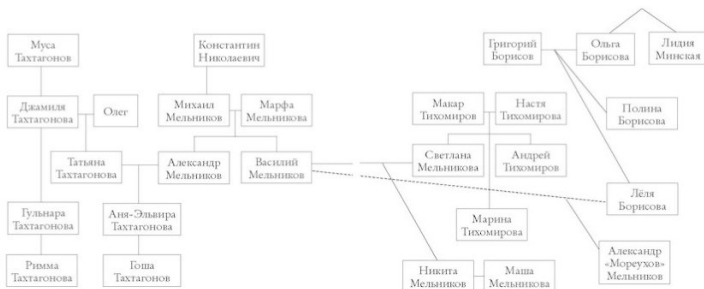 Муса
Тахтагонов
Константин
Николаевич
Григорий
Борисов
Ольга
Борисова
Лидия
Минская
Джамиля
Тахтагонова
Олег
Михаил
Мельников
Марфа
Мельникова
Макар
Тихомиров
Настя
Тихомирова
Полина
Борисова
Татьяна
Тахтагонова
Александр
Мельников
Василий
Мельников
Светлана
Мельникова
Андрей
Тихомиров
Лёля
Борисова
Гульнара
Тахтагонова
Аня-Эльвира
Тахтагонова
Марина
Тихомирова
Александр
«Мореухов»
Мельников
Римма
Тахтагонова
Гоша
Тахтагонов
Никита
Мельников
Маша
Мельникова